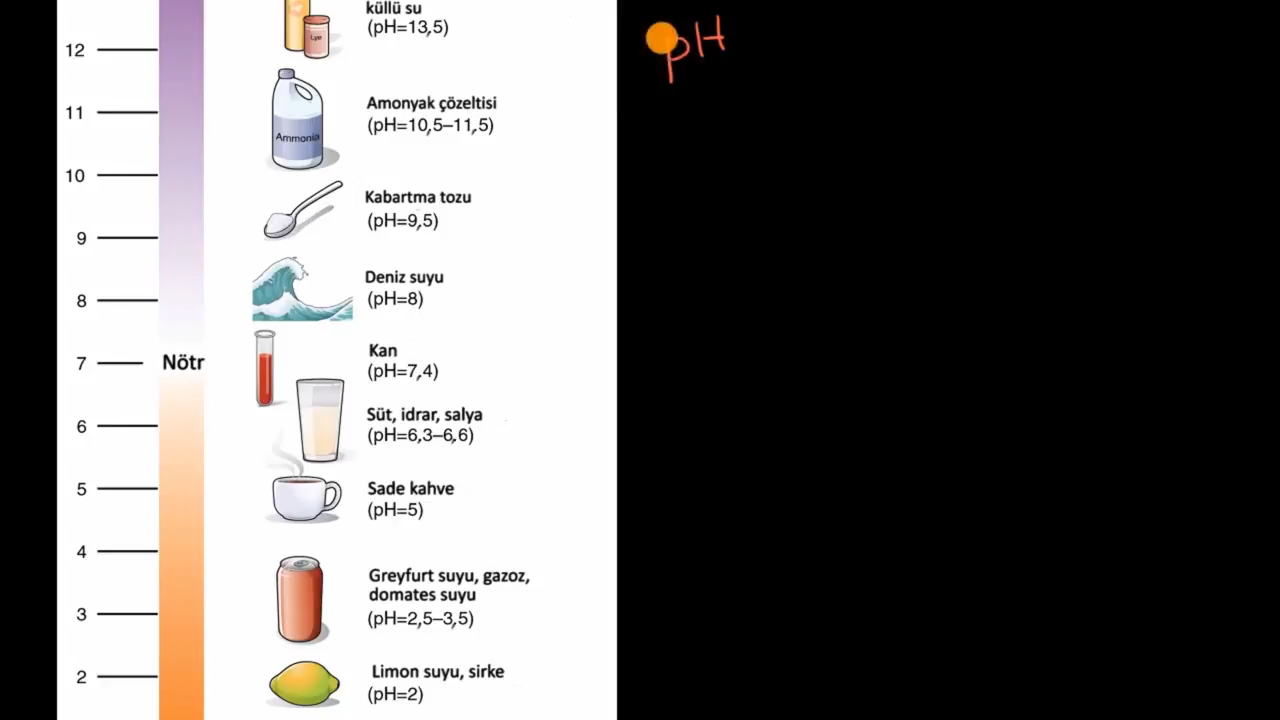 küllü su
(pH=13,5)
Lye
12
Amonyak çözeltisi
(pH=10,5–11,5)
Ammonia
11
10
Kabartma tozu
(pH=9,5)
9
Deniz suyu
(pH=8)
8
Kan
(pH=7,4)
7
Nötr
Süt, idrar, salya
(pH=6,3–6,6)
6
Sade kahve
(pH=5)
5
4
Greyfurt suyu, gazoz,
domates suyu
(pH=2,5–3,5)
3
Limon suyu, sirke
(pH=2)
2
pH